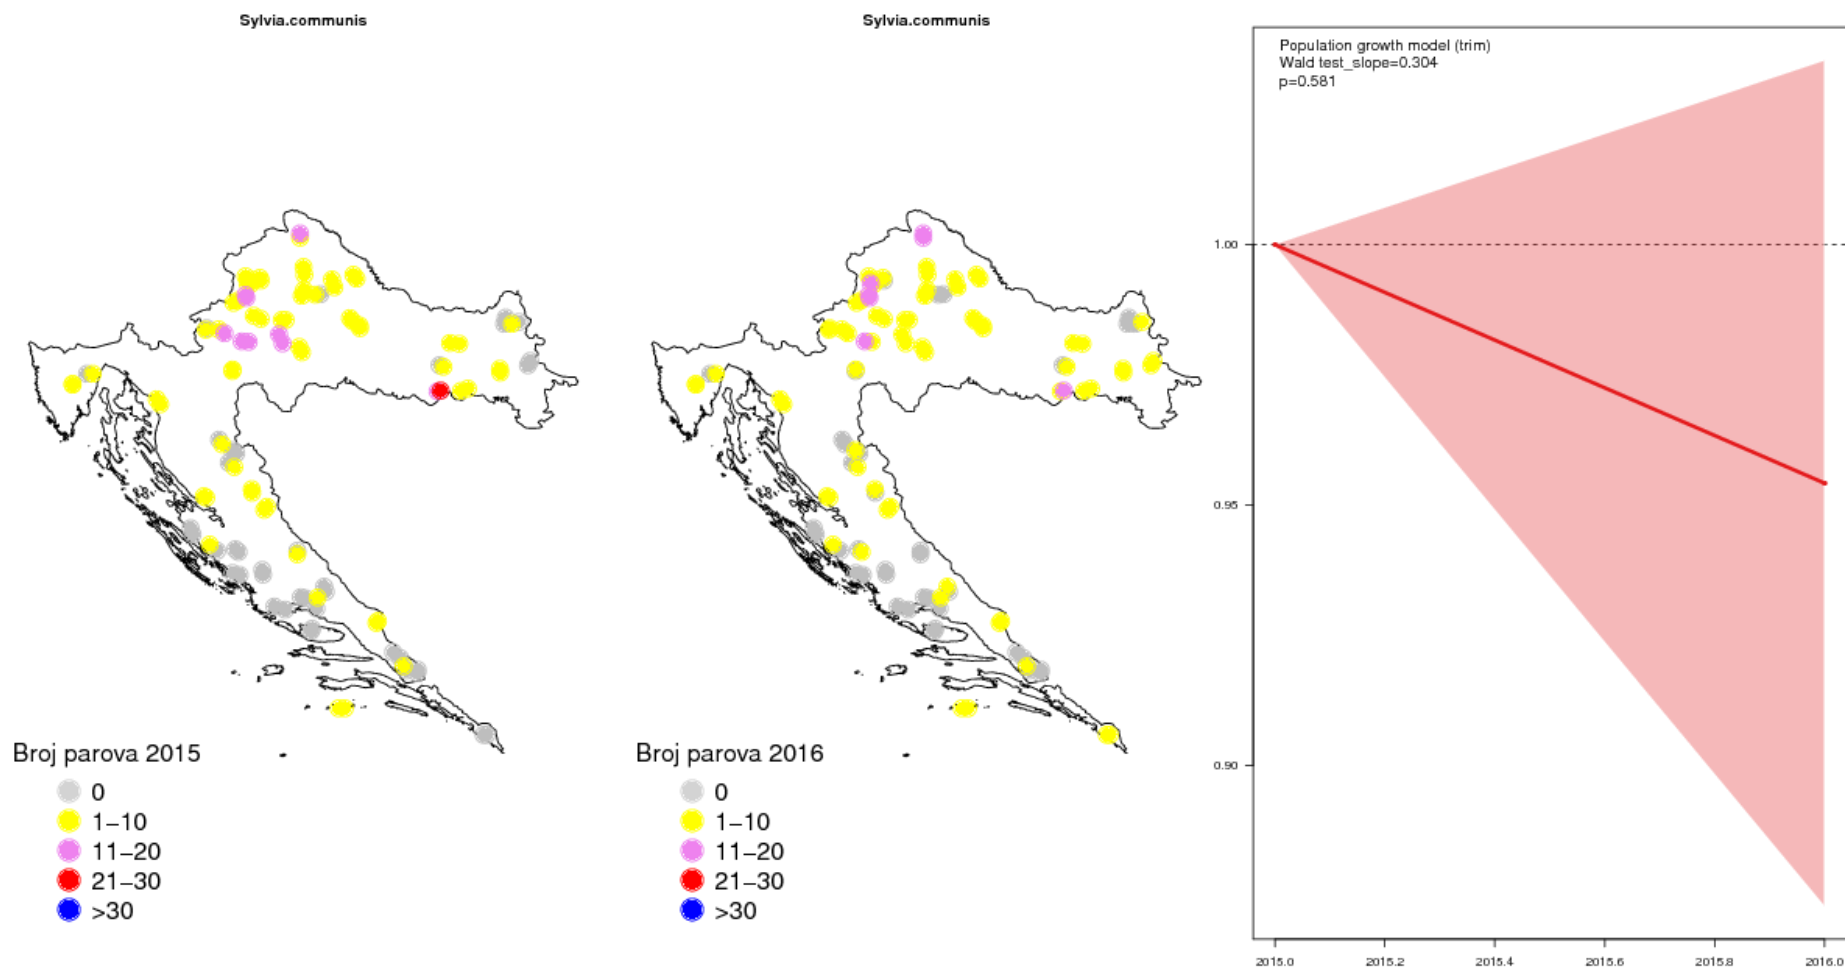 Sylvia.communis
Broj parova 2015
0
1–10
11–20
21–30
>30
Sylvia.communis
Broj parova 2016
0
1–10
11–20
21–30
>30
Population growth model (trim)
Wald test_slope=0.304
p=0.581
1.00
0.95
0.90
2015.0 2015.2 2015.4 2015.6 2015.8 2016.0